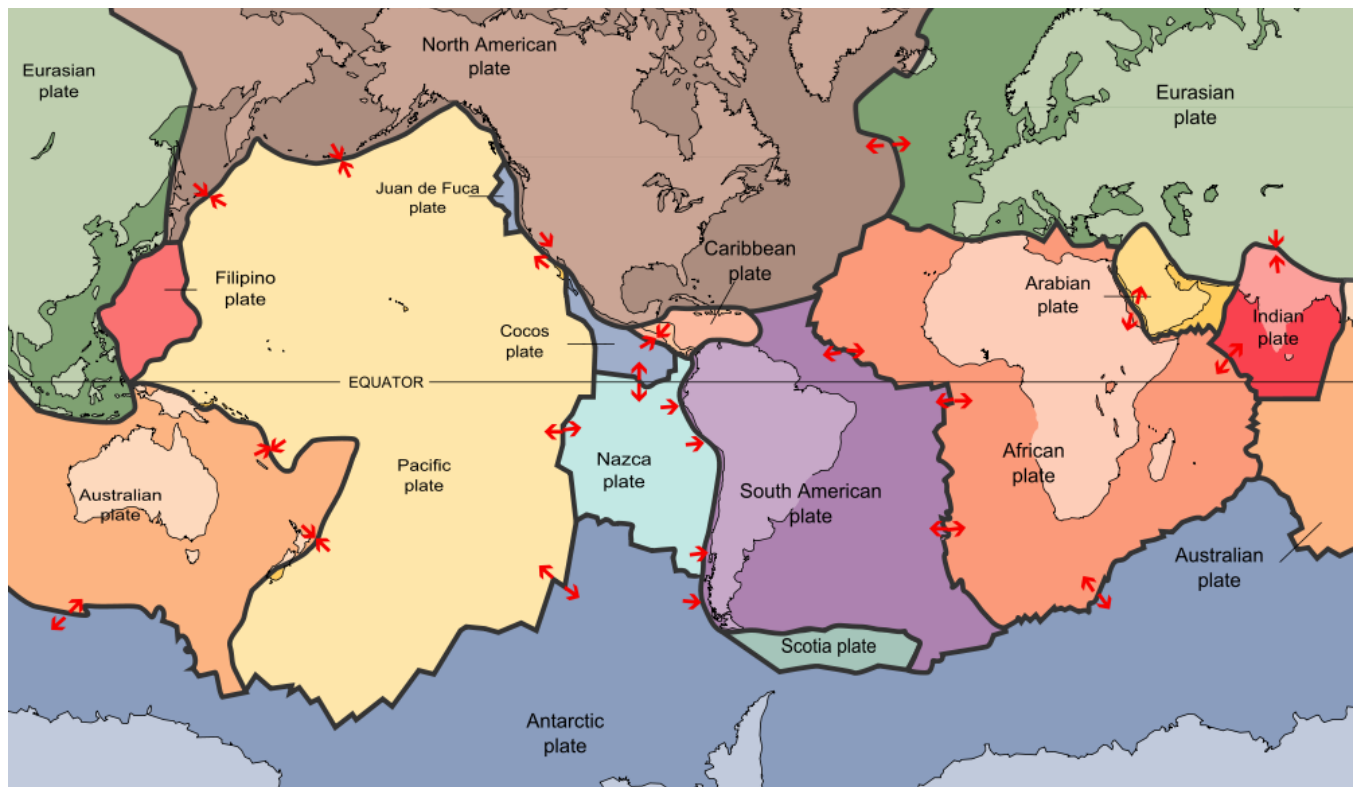 North American
plate
Eurasian
plate
Eurasian
plate
Juan de Fuca
plate
Caribbean
plate
Filipino
plate
Arabian
plate
Cocos
plate
Indian
plate
EQUATOR
Pacific
plate
Nazca
plate
African
plate
South American
plate
Australian
plate
Australian
plate
Scotia plate
Antarctic
plate